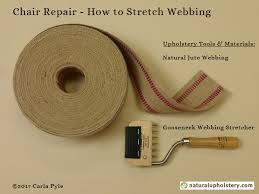 Chair Repair - How to Stretch Webbing
Upholstery Tools & Materials:
Natural Jute Webbing
Gooseneck Webbing Stretcher
©2017 Carla Pyle
naturalupholstery.com